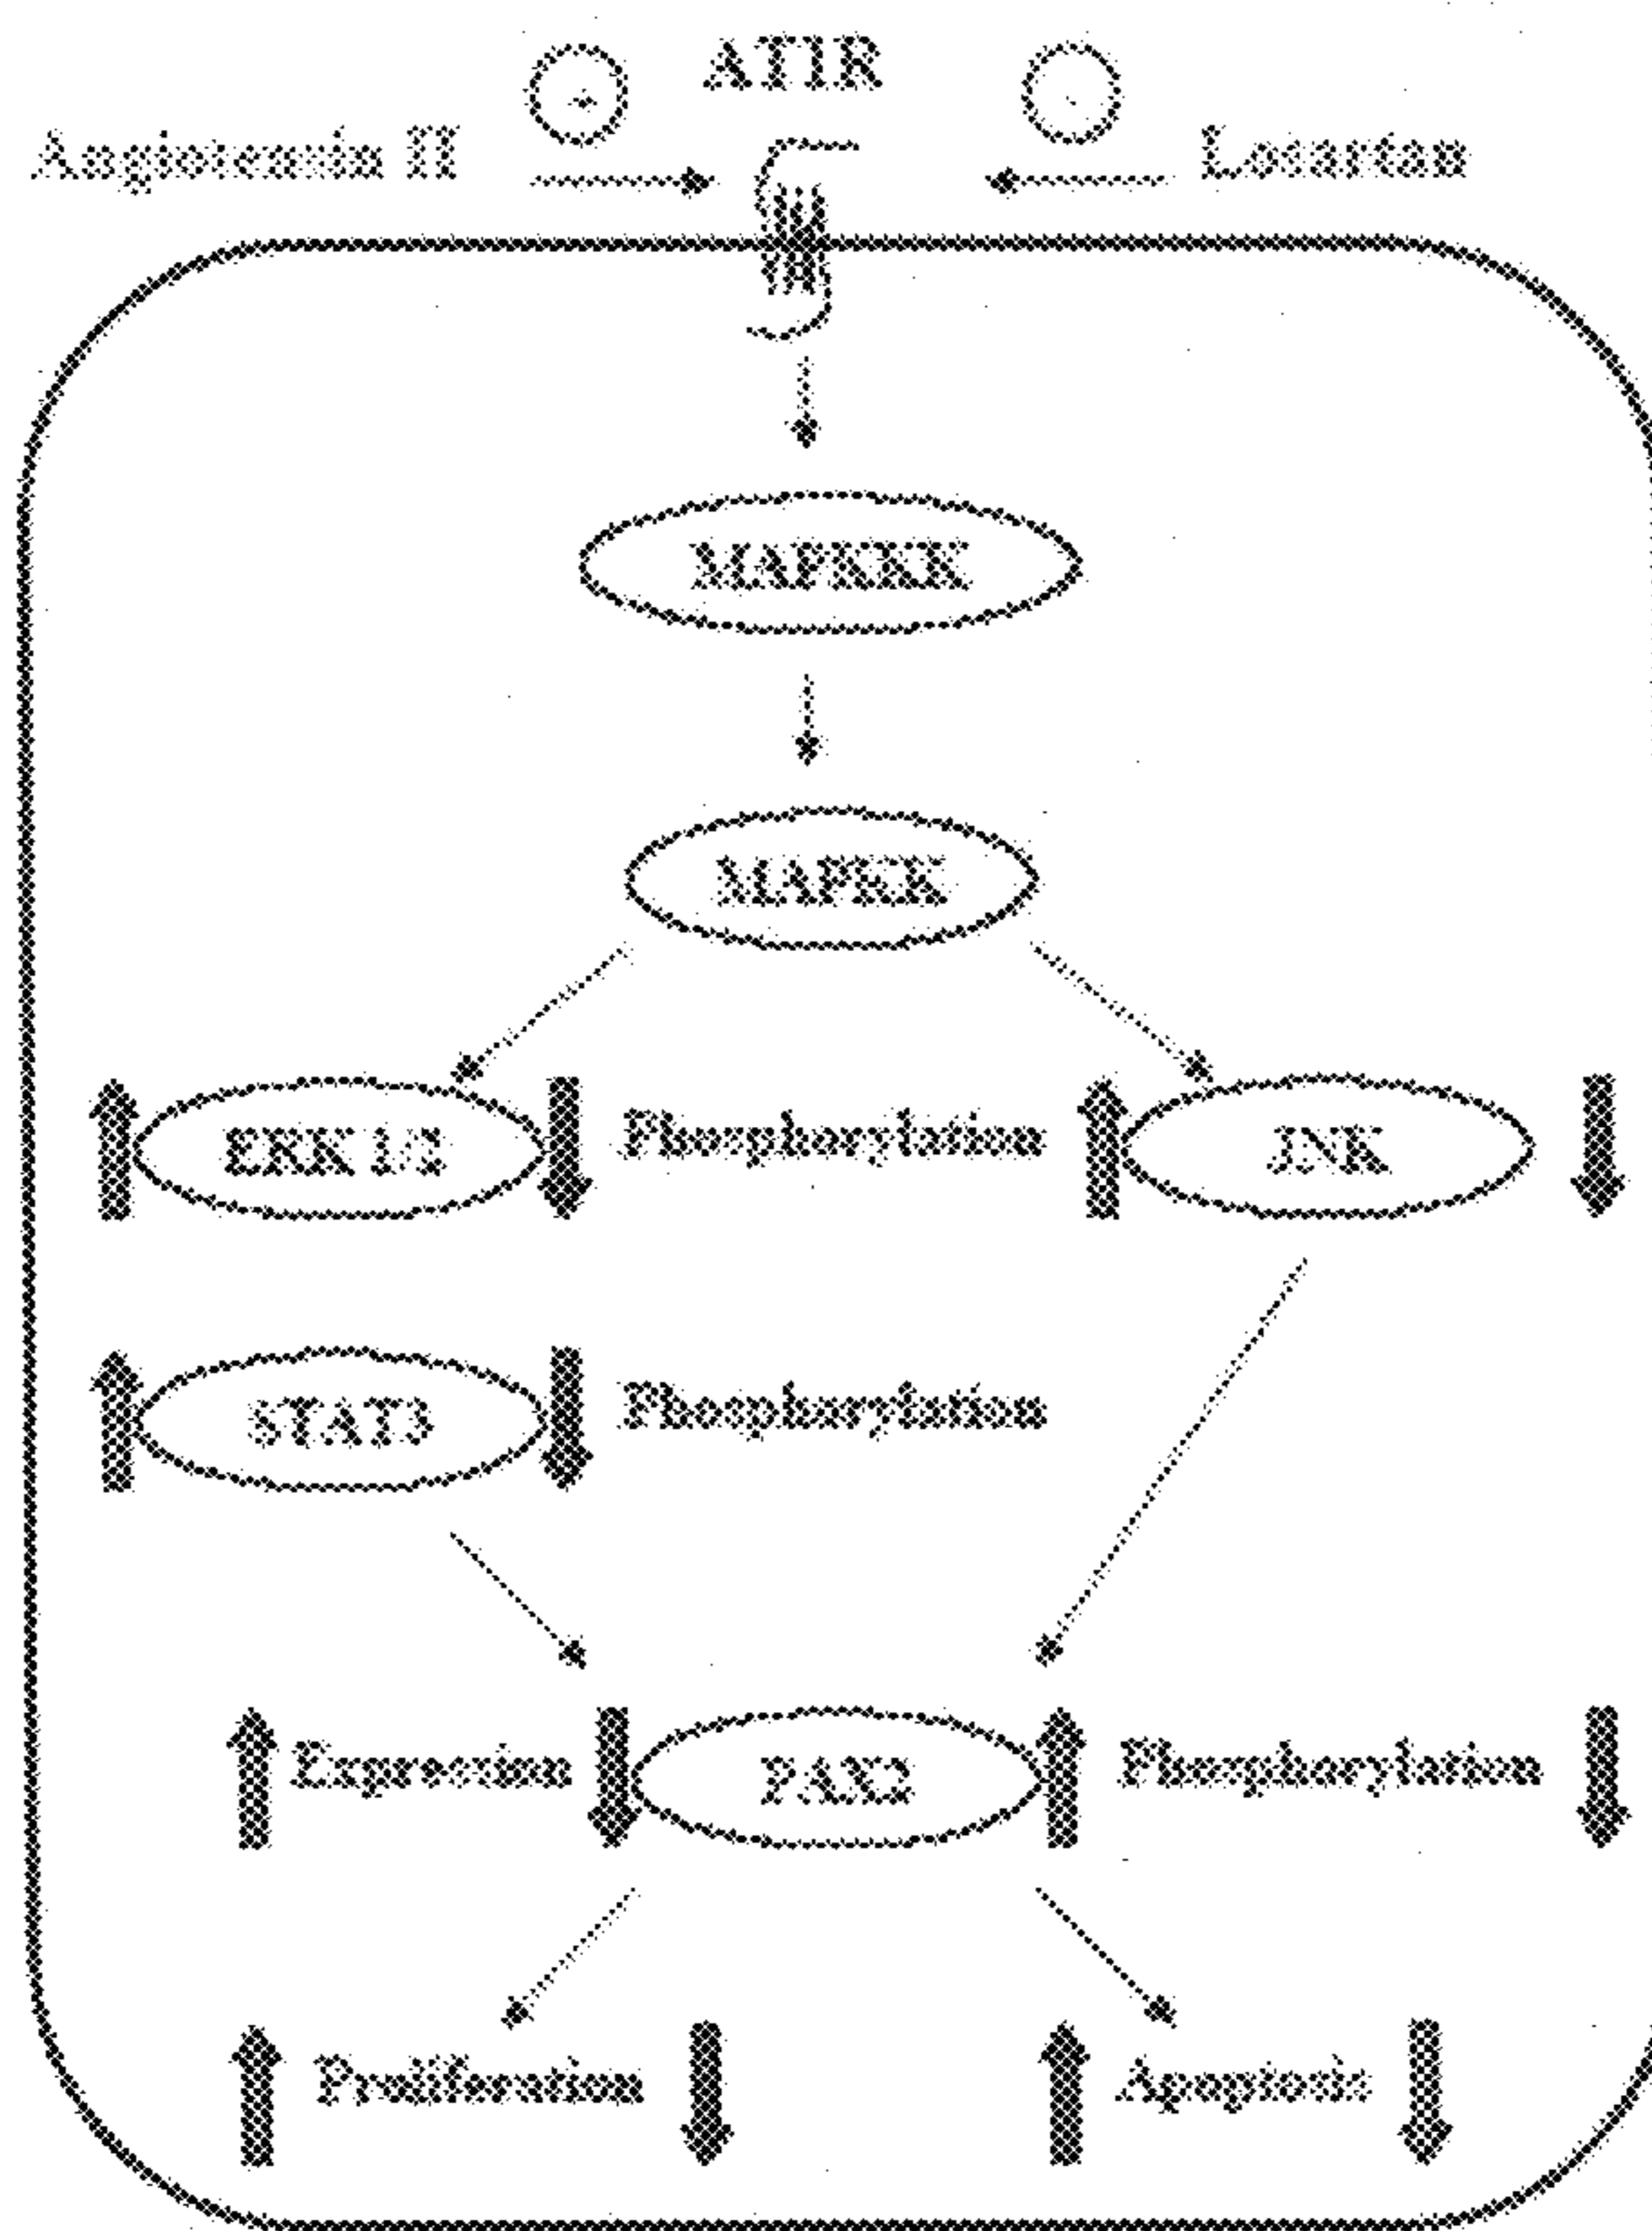 AT1R
Angiotensin II
Losartan
MAPKKK
MAPKK
ERK 1/2
Phosphorylation
JNK
STAT3
Phosphorylation
Expression
PAX2
Phosphorylation
Proliferation
Apoptosis